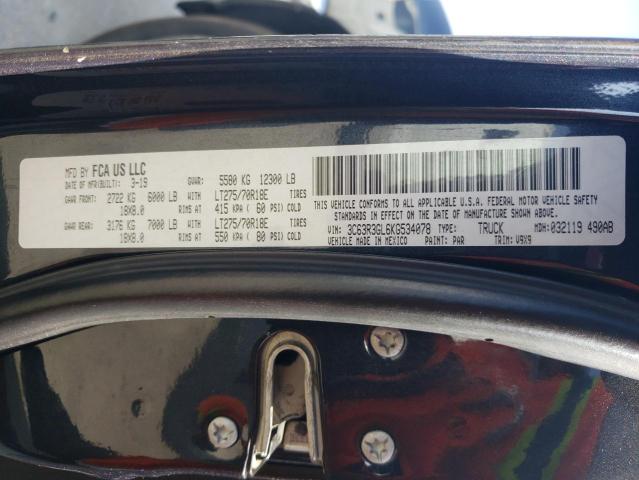 MFD BY FCA US LLC
DATE OF MFR(BUILT): 3-19 GVWR: 5580 KG 12300 LB
GAWR FRONT: 2722 KG 6000 LB WITH LT275/70R18E TIRES
18X8.0 RIMS AT 415 KPA ( 60 PSI) COLD
GAWR REAR: 3176 KG 7000 LB WITH LT275/70R18E TIRES
18X8.0 RIMS AT 550 KPA ( 80 PSI) COLD
THIS VEHICLE CONFORMS TO ALL APPLICABLE U.S.A. FEDERAL MOTOR VEHICLE SAFETY
STANDARDS IN EFFECT ON THE DATE OF MANUFACTURE SHOWN ABOVE.
VIN: 3C63R3GL6KG534078 TYPE: TRUCK MDH: 032119 490AB
VEHICLE MADE IN MEXICO PAINT: PAR TRIM: V9X9